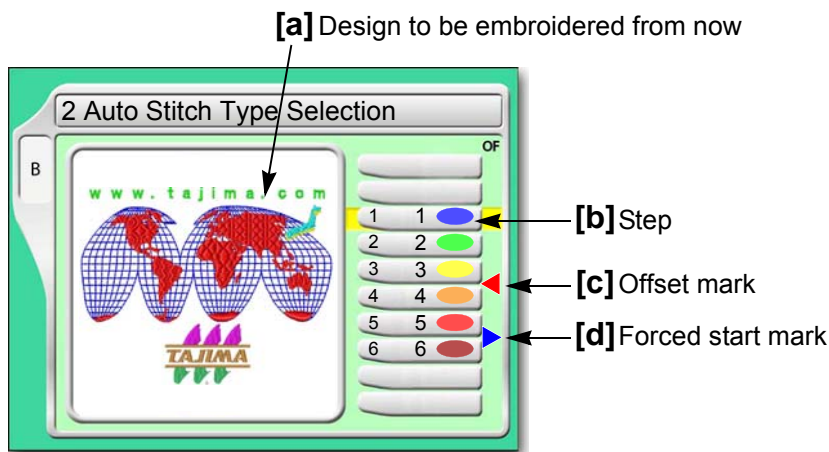 [a] Design to be embroidered from now
2 Auto Stitch Type Selection
OF
B
www.tajima.com
1 1
[b] Step
2 2
3 3
[c] Offset mark
4 4
5 5
[d] Forced start mark
6 6
TAJIMA